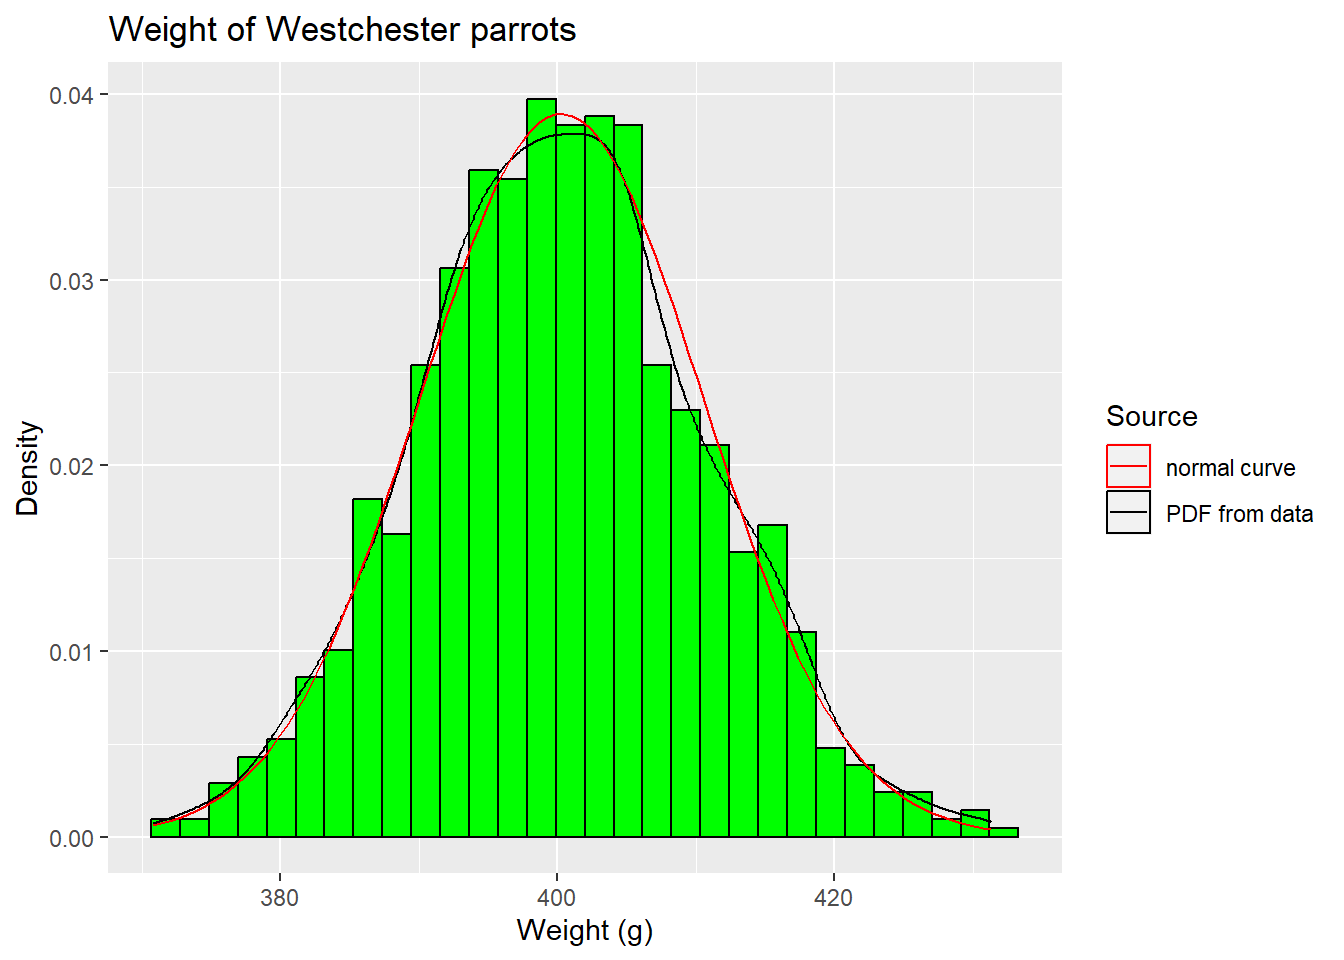 Weight of Westchester parrots
0.04
0.03
0.02
0.01
0.00
Density
380 400 420
Weight (g)
Source
normal curve
PDF from data